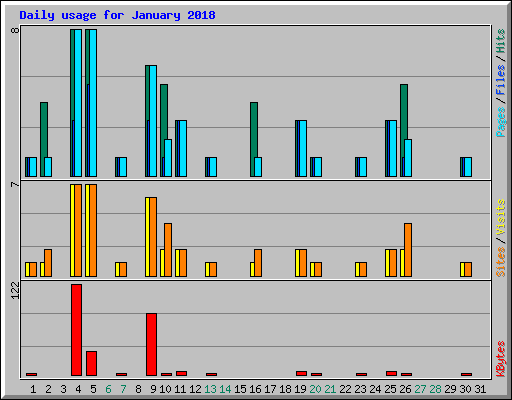 Daily usage for January 2018
8
7
122
Pages / Files / Hits
Sites / Visits
KBytes
1 2 3 4 5 6 7 8 9 10 11 12 13 14 15 16 17 18 19 20 21 22 23 24 25 26 27 28 29 30 31